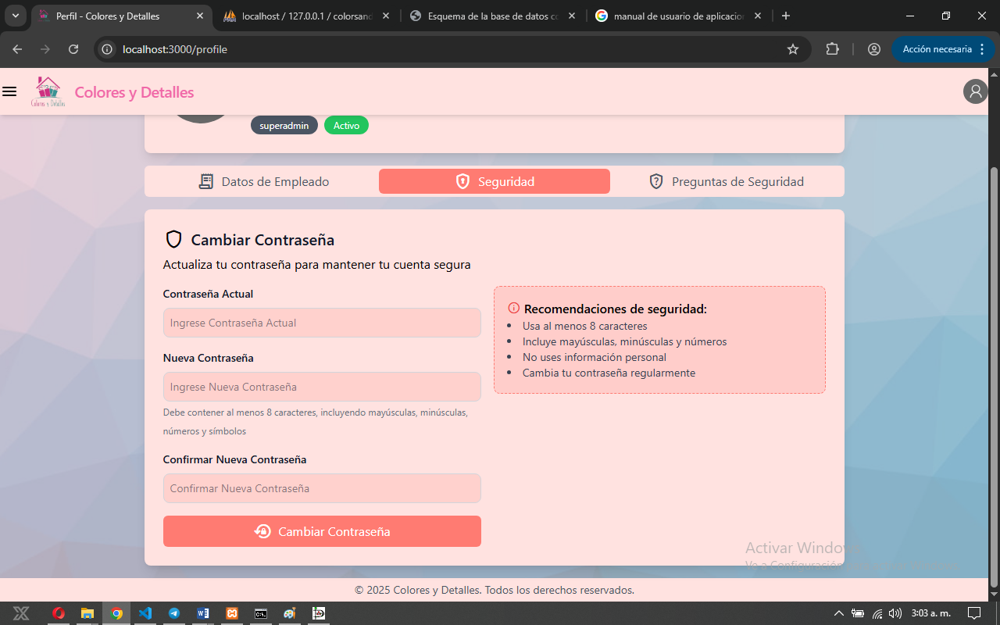 Perfil - Colores y Detalles
localhost / 127.0.0.1 / colorsand
Esquema de la base de datos co
manual de usuario de aplicacion
localhost:3000/profile
Acción necesaria
Colores y Detalles
Colores y Detalles
superadmin
Activo
Datos de Empleado
Seguridad
Preguntas de Seguridad
Cambiar Contraseña
Actualiza tu contraseña para mantener tu cuenta segura
Contraseña Actual
Ingrese Contraseña Actual
Nueva Contraseña
Ingrese Nueva Contraseña
Debe contener al menos 8 caracteres, incluyendo mayúsculas, minúsculas,
números y símbolos
Confirmar Nueva Contraseña
Confirmar Nueva Contraseña
Cambiar Contraseña
Recomendaciones de seguridad:
Usa al menos 8 caracteres
Incluye mayúsculas, minúsculas y números
No uses información personal
Cambia tu contraseña regularmente
Activar Windows
Ve a Configuración
© 2025 Colores y Detalles. Todos los derechos reservados.
3:03 a. m.